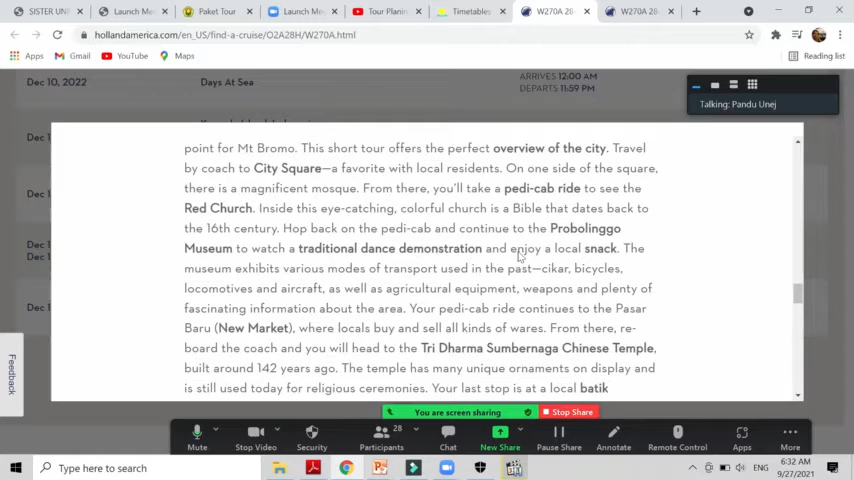 SISTER UNI
Launch Me
Paket Tour
Launch Mee
Tour Planin
Timetables
W270A 28-
W270A 28-
hollandamerica.com/en_US/find-a-cruise/O2A28H/W270A.html
Apps
Gmail
YouTube
Maps
Reading list
Dec 10, 2022
Days At Sea
ARRIVES 12:00 AM
DEPARTS 11:59 PM
Talking: Pandu Unej
Dec 1
Dec 1
Dec 1
Dec 1
Dec 1
point for Mt Bromo. This short tour offers the perfect overview of the city. Travel
by coach to City Square—a favorite with local residents. On one side of the square,
there is a magnificent mosque. From there, you'll take a pedi-cab ride to see the
Red Church. Inside this eye-catching, colorful church is a Bible that dates back to
the 16th century. Hop back on the pedi-cab and continue to the Probolinggo
Museum to watch a traditional dance demonstration and enjoy a local snack. The
museum exhibits various modes of transport used in the past—cikar, bicycles,
locomotives and aircraft, as well as agricultural equipment, weapons and plenty of
fascinating information about the area. Your pedi-cab ride continues to the Pasar
Baru (New Market), where locals buy and sell all kinds of wares. From there, re-
board the coach and you will head to the Tri Dharma Sumbernaga Chinese Temple,
built around 142 years ago. The temple has many unique ornaments on display and
is still used today for religious ceremonies. Your last stop is at a local batik
Feedback
You are screen sharing
Stop Share
Mute
Stop Video
Security
Participants
28
Chat
New Share
Pause Share
Annotate
Remote Control
Apps
More
Type here to search
ENG
6:32 AM
9/27/2021